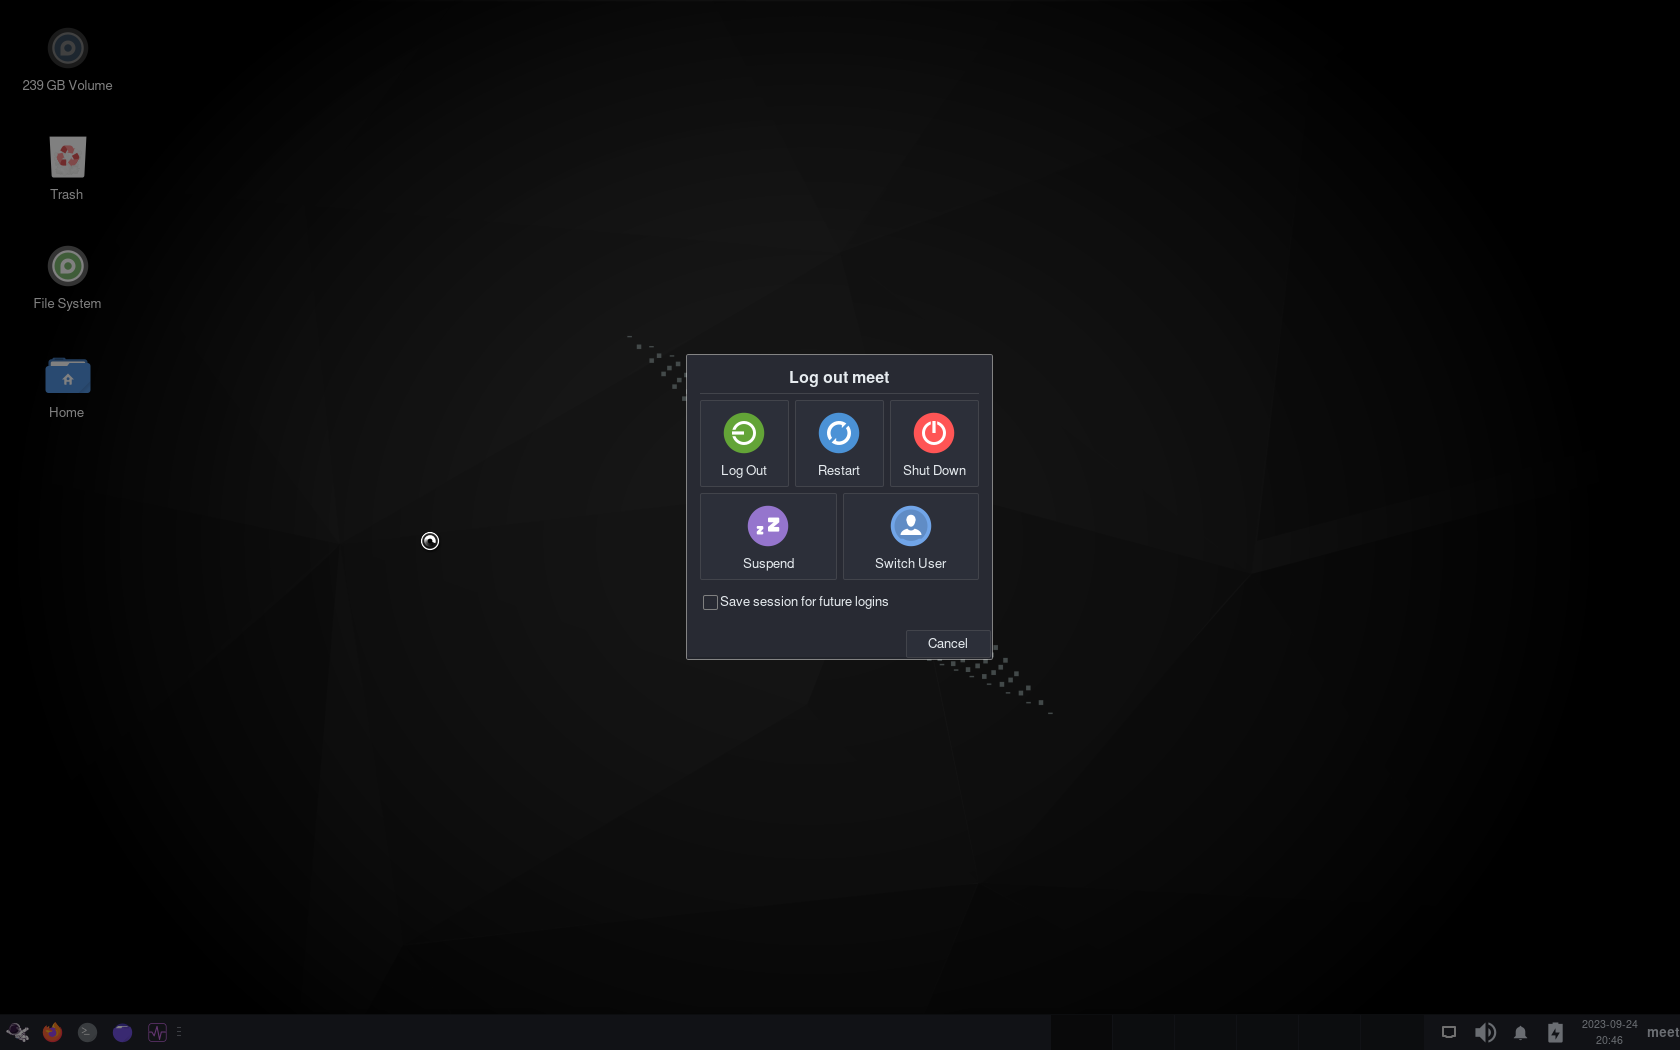 239 GB Volume
Trash
File System
Home
Log out meet
Log Out
Restart
Shut Down
Suspend
Switch User
Save session for future logins
Cancel
2023-09-24
20:46
meet